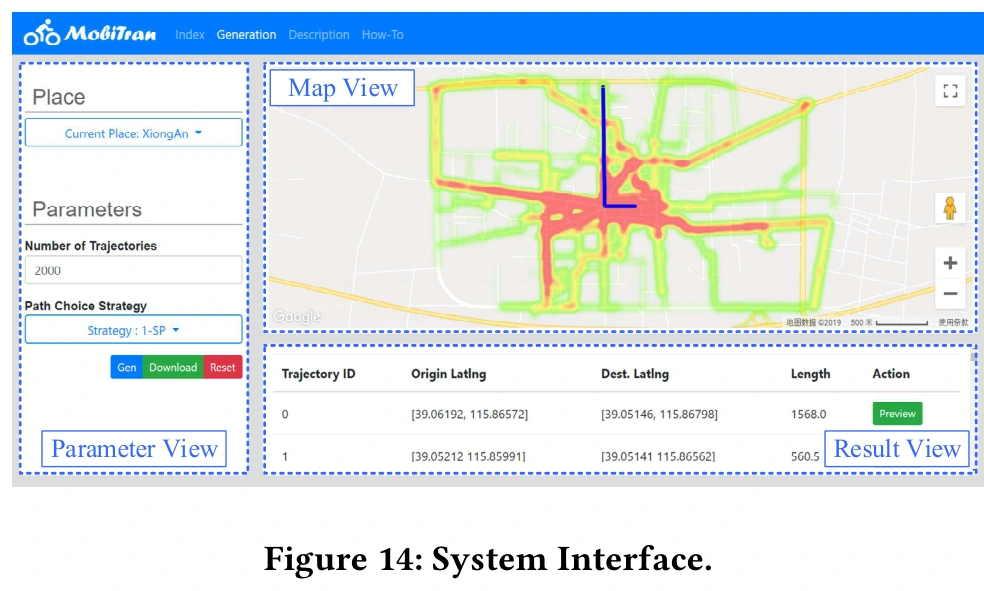 MobiTran Index Generation Description How-To
Place
Current Place: XiongAn
Parameters
Number of Trajectories
2000
Path Choice Strategy
Strategy : 1-SP
Gen Download Reset
Parameter View
Map View
Google
地图数据 ©2019 500 米 使用条款
Trajectory ID Origin Latlng Dest. Latlng Length Action
0 [39.06192, 115.86572] [39.05146, 115.86798] 1568.0 Preview
1 [39.05212 115.85991] [39.05141 115.86562] 560.5
Result View
Figure 14: System Interface.